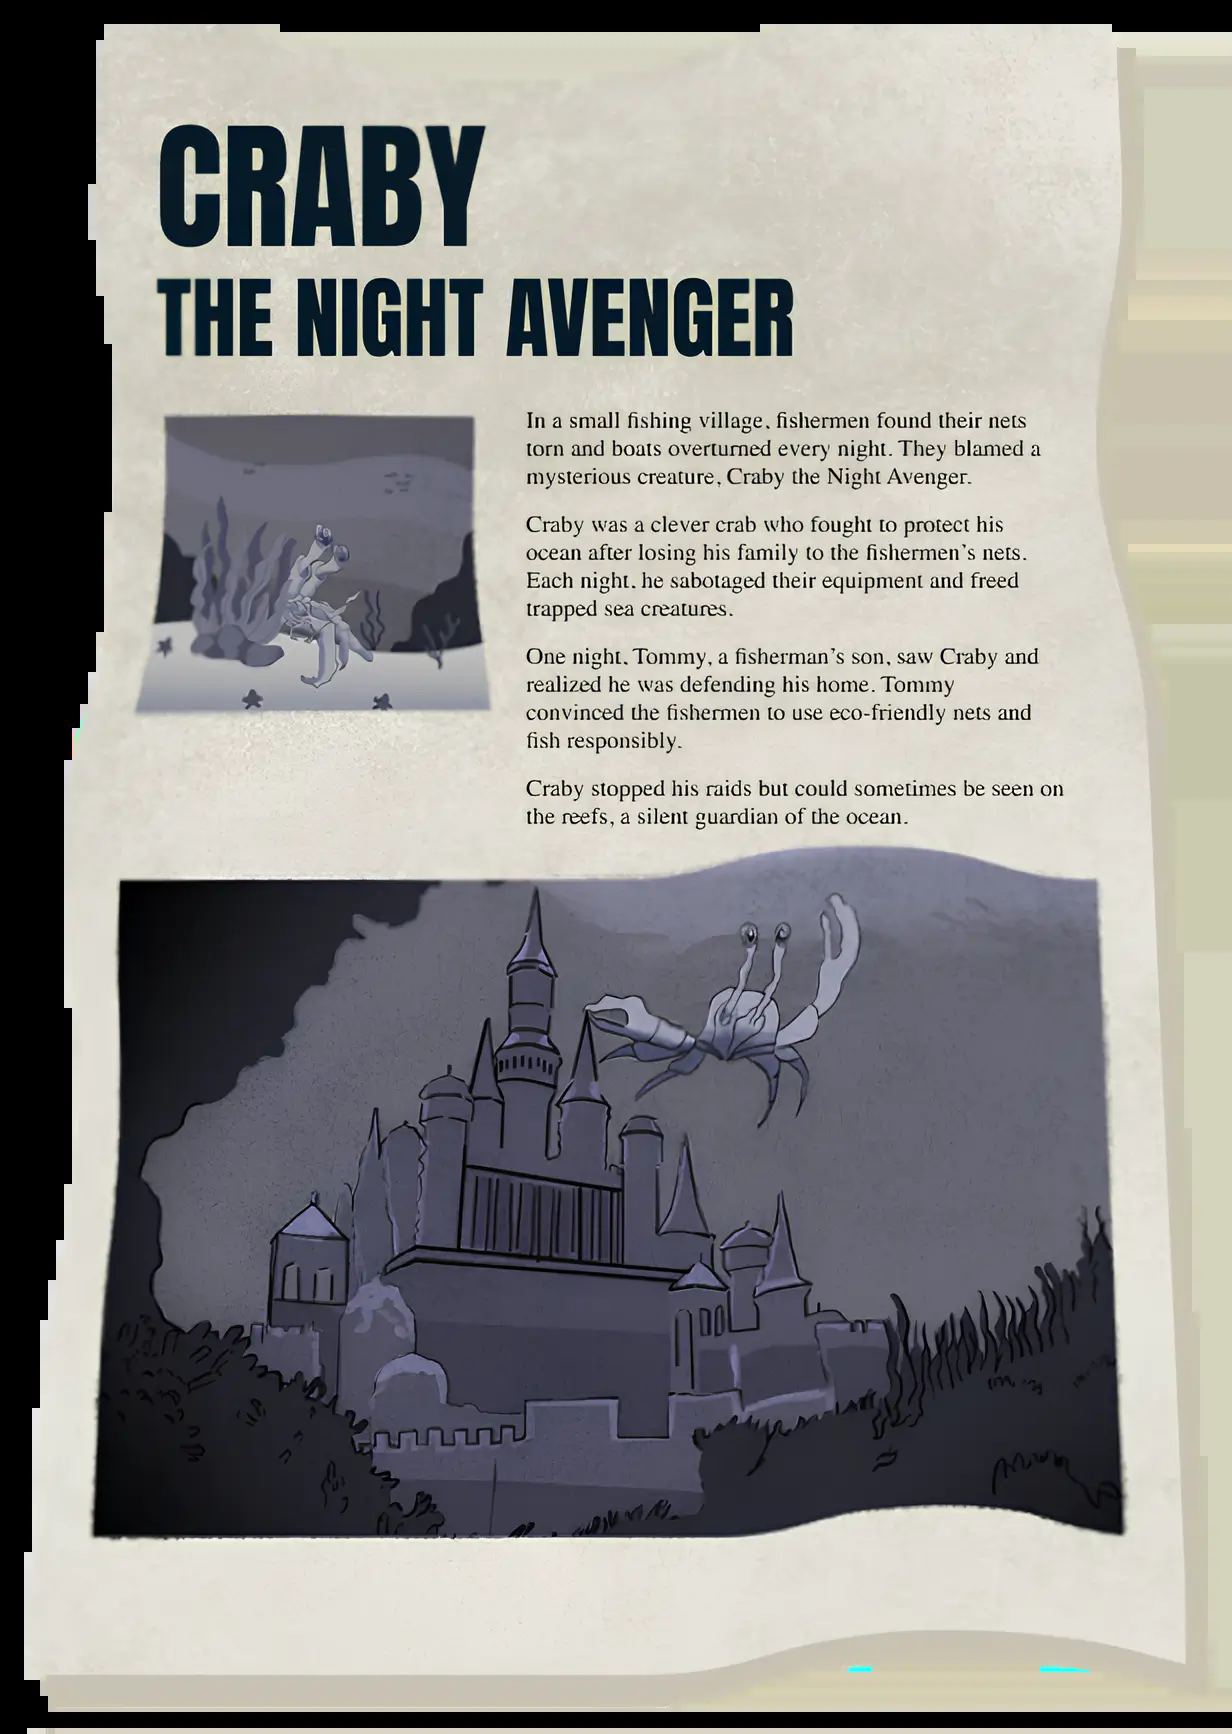 CRABY
THE NIGHT AVENGER
In a small fishing village, fishermen found their nets
torn and boats overturned every night. They blamed a
mysterious creature, Craby the Night Avenger.
Craby was a clever crab who fought to protect his
ocean after losing his family to the fishermen's nets.
Each night, he sabotaged their equipment and freed
trapped sea creatures.
One night, Tommy, a fisherman's son, saw Craby and
realized he was defending his home. Tommy
convinced the fishermen to use eco-friendly nets and
fish responsibly.
Craby stopped his raids but could sometimes be seen on
the reefs, a silent guardian of the ocean.